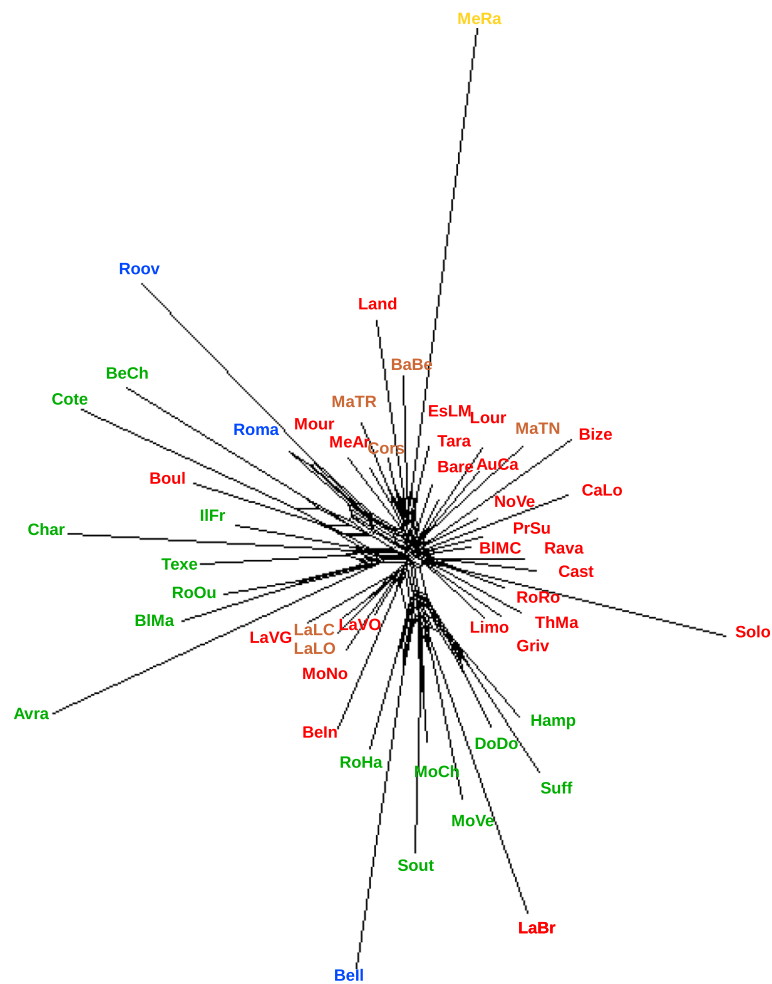 MeRa
Roov
Land
BaBe
BeCh
Cote
MaTR
EsLM
Lour
Mour
Roma
MaTN
Bize
MeAr
Cors
Tara
Bare
AuCa
Boul
CaLo
NoVe
IlFr
PrSu
Char
BlMC
Rava
Texe
Cast
RoOu
RoRo
BlMa
ThMa
LaVO
LaLC
LaVG
Limo
Solo
LaLO
Griv
MoNo
Avra
BeIn
Hamp
DoDo
RoHa
MoCh
Suff
MoVe
Sout
LaBr
Bell